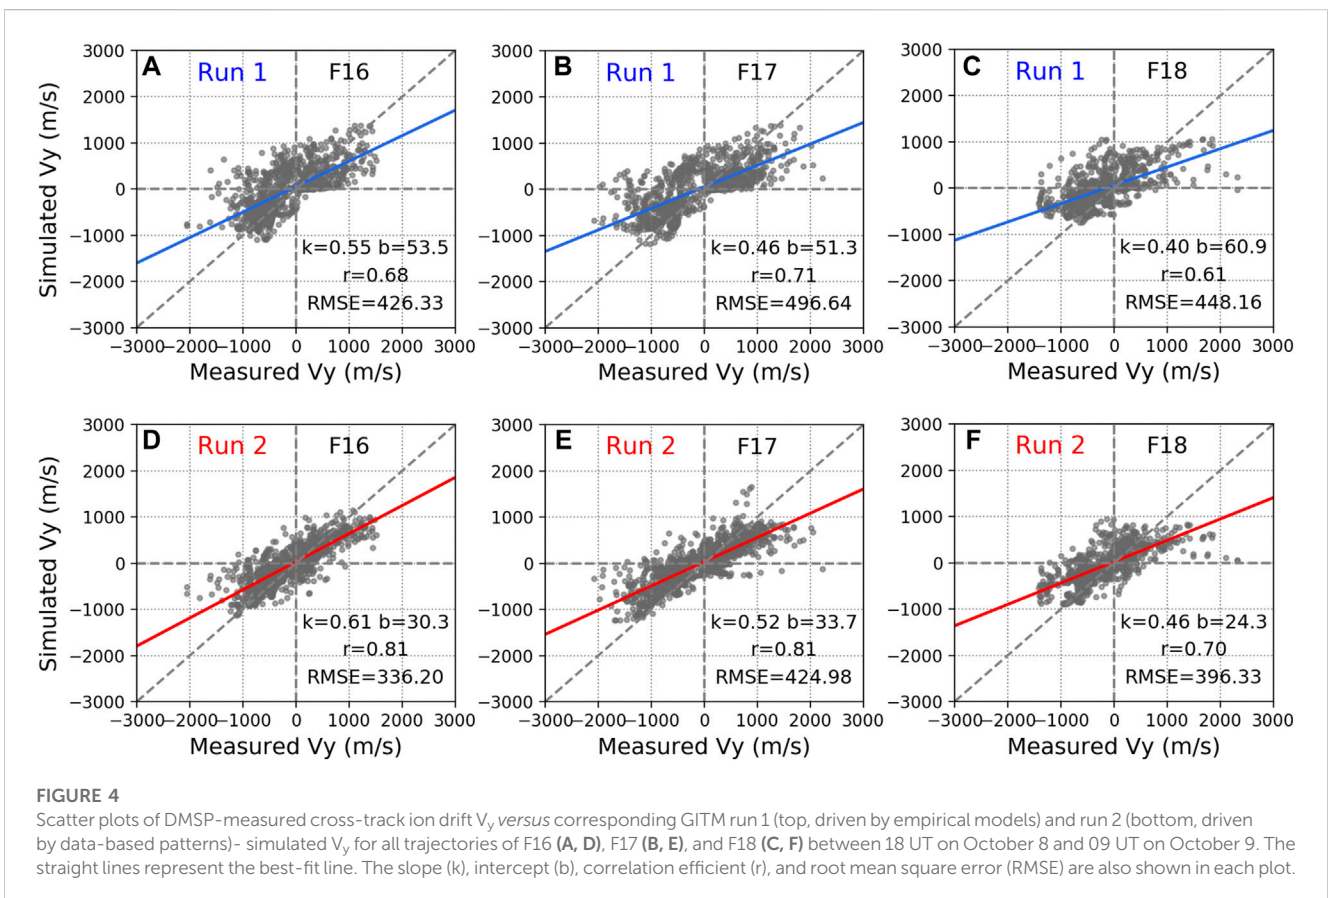 3000
2000
1000
0
−1000
−2000
−3000
−3000−2000−1000 0 1000 2000 3000
Simulated Vy (m/s)
Measured Vy (m/s)
A Run 1 F16
k=0.55 b=53.5
r=0.68
RMSE=426.33
3000
2000
1000
0
−1000
−2000
−3000
−3000−2000−1000 0 1000 2000 3000
Measured Vy (m/s)
B Run 1 F17
k=0.46 b=51.3
r=0.71
RMSE=496.64
3000
2000
1000
0
−1000
−2000
−3000
−3000−2000−1000 0 1000 2000 3000
Measured Vy (m/s)
C Run 1 F18
k=0.40 b=60.9
r=0.61
RMSE=448.16
3000
2000
1000
0
−1000
−2000
−3000
−3000−2000−1000 0 1000 2000 3000
Simulated Vy (m/s)
Measured Vy (m/s)
D Run 2 F16
k=0.61 b=30.3
r=0.81
RMSE=336.20
3000
2000
1000
0
−1000
−2000
−3000
−3000−2000−1000 0 1000 2000 3000
Measured Vy (m/s)
E Run 2 F17
k=0.52 b=33.7
r=0.81
RMSE=424.98
3000
2000
1000
0
−1000
−2000
−3000
−3000−2000−1000 0 1000 2000 3000
Measured Vy (m/s)
F Run 2 F18
k=0.46 b=24.3
r=0.70
RMSE=396.33
FIGURE 4
Scatter plots of DMSP-measured cross-track ion drift Vy versus corresponding GITM run 1 (top, driven by empirical models) and run 2 (bottom, driven
by data-based patterns)- simulated Vy for all trajectories of F16 (A, D), F17 (B, E), and F18 (C, F) between 18 UT on October 8 and 09 UT on October 9. The
straight lines represent the best-fit line. The slope (k), intercept (b), correlation efficient (r), and root mean square error (RMSE) are also shown in each plot.